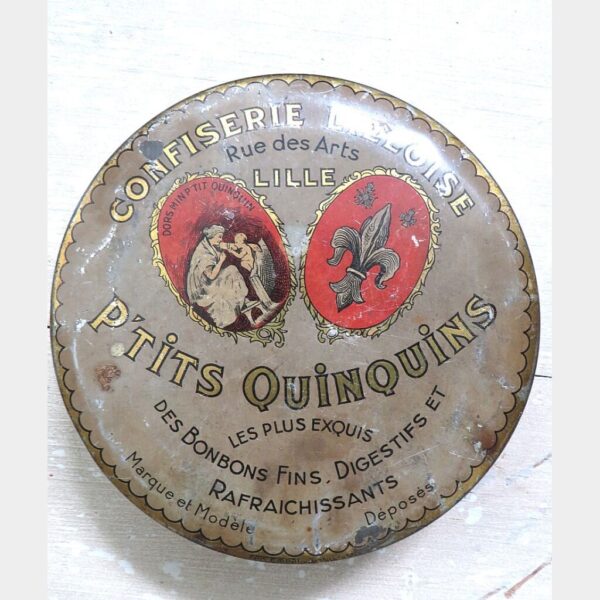 CONFISERIE LILLOISE
Rue des Arts
LILLE
DORS MIN P'TIT QUINQUIN
P'TITS QUINQUINS
LES PLUS EXQUIS
DES BONBONS FINS, DIGESTIFS ET
RAFRAICHISSANTS
Marque et Modèle Déposés